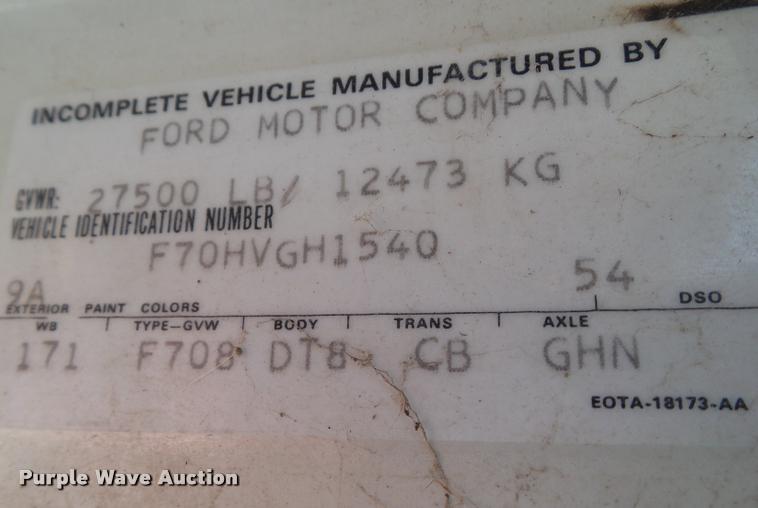 INCOMPLETE VEHICLE MANUFACTURED BY
FORD MOTOR COMPANY
GVWR: 27500 LB/ 12473 KG
VEHICLE IDENTIFICATION NUMBER
F70HVGH1540
9A 54
EXTERIOR PAINT COLORS DSO
WB TYPE-GVW BODY TRANS AXLE
171 F708 DT8 CB GHN
EOTA-18173-AA
Purple Wave Auction